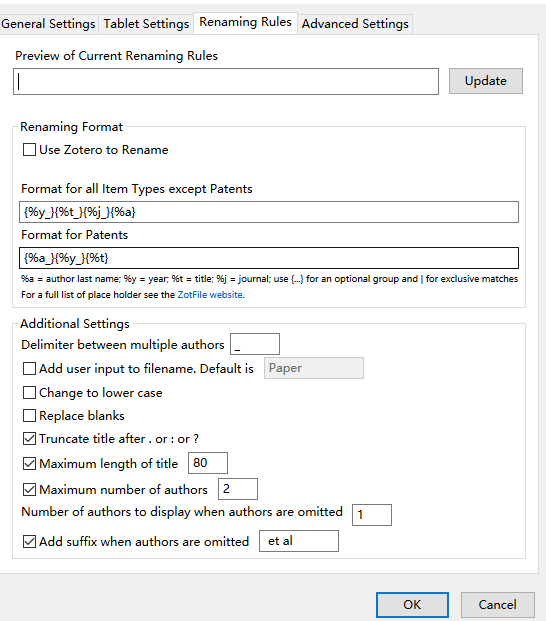 General Settings Tablet Settings Renaming Rules Advanced Settings
Preview of Current Renaming Rules
Update
Renaming Format
Use Zotero to Rename
Format for all Item Types except Patents
{%y_}{%t_}{%j_}{%a}
Format for Patents
{%a_}{%y_}{%t}
%a = author last name; %y = year; %t = title; %j = journal; use {...} for an optional group and | for exclusive matches
For a full list of place holder see the ZotFile website.
Additional Settings
Delimiter between multiple authors _
Add user input to filename. Default is Paper
Change to lower case
Replace blanks
Truncate title after . or : or ?
Maximum length of title 80
Maximum number of authors 2
Number of authors to display when authors are omitted 1
Add suffix when authors are omitted et al
OK Cancel